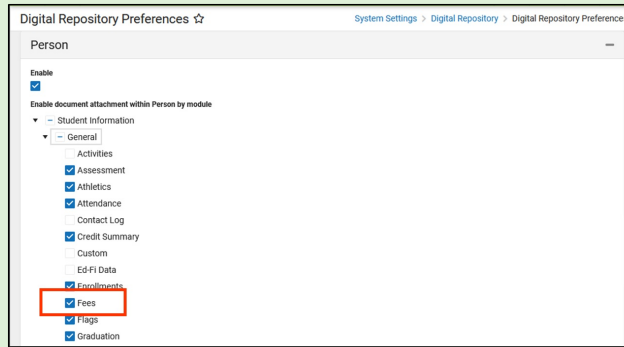 Digital Repository Preferences
System Settings > Digital Repository > Digital Repository Preference
Person
Enable
Enable document attachment within Person by module
Student Information
General
Activities
Assessment
Athletics
Attendance
Contact Log
Credit Summary
Custom
Ed-Fi Data
Enrollments
Fees
Flags
Graduation